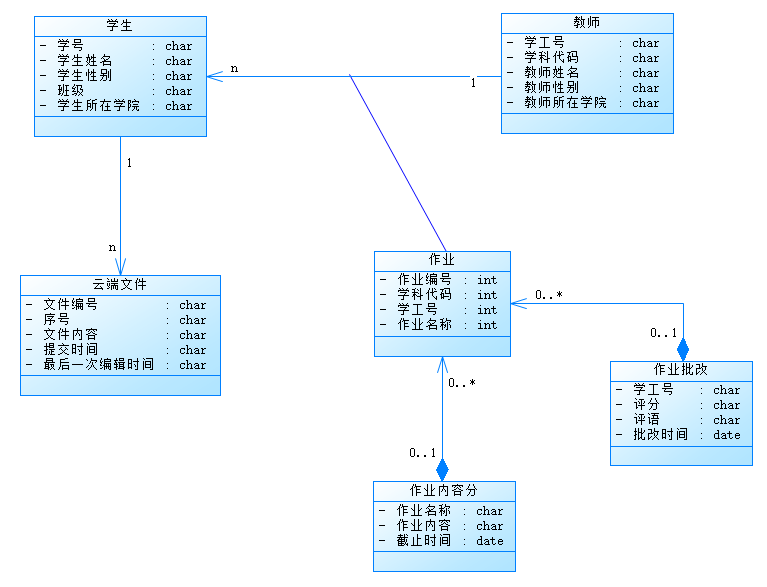 学生
- 学号 : char
- 学生姓名 : char
- 学生性别 : char
- 班级 : char
- 学生所在学院 : char
教师
- 学工号 : char
- 学科代码 : char
- 教师姓名 : char
- 教师性别 : char
- 教师所在学院 : char
n
1
1
n
云端文件
- 文件编号 : char
- 序号 : char
- 文件内容 : char
- 提交时间 : char
- 最后一次编辑时间 : char
作业
- 作业编号 : int
- 学科代码 : int
- 学工号 : int
- 作业名称 : int
0..*
0..1
作业批改
- 学工号 : char
- 评分 : char
- 评语 : char
- 批改时间 : date
0..*
0..1
作业内容分
- 作业名称 : char
- 作业内容 : char
- 截止时间 : date